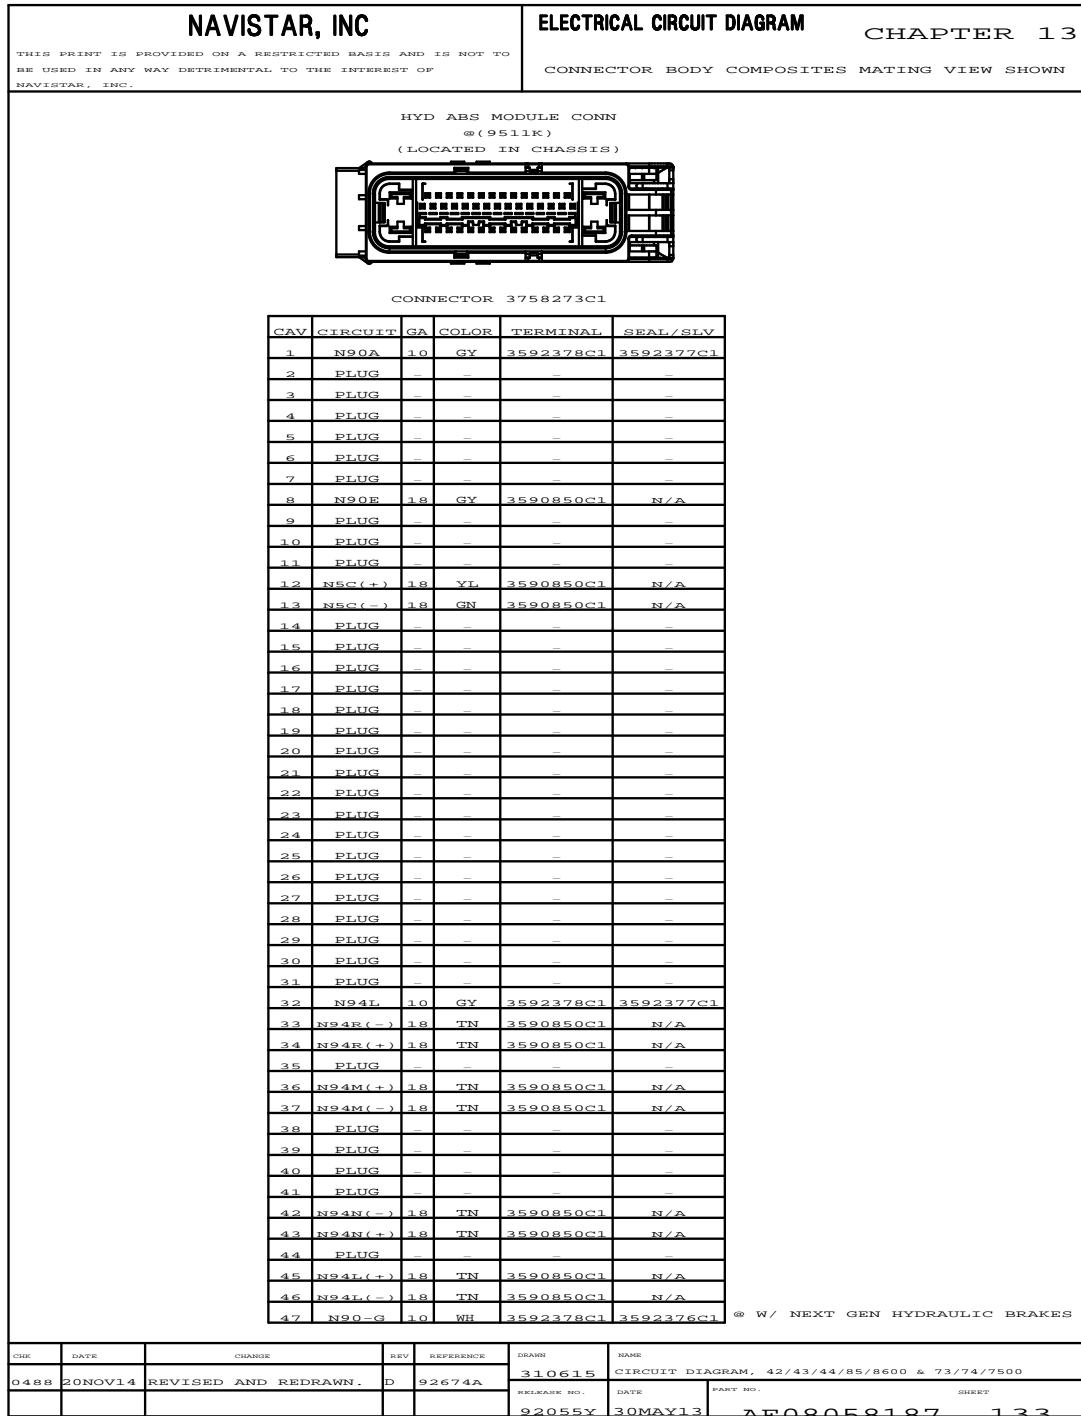 NAVISTAR, INC
THIS PRINT IS PROVIDED ON A RESTRICTED BASIS AND IS NOT TO
BE USED IN ANY WAY DETRIMENTAL TO THE INTEREST OF
NAVISTAR, INC.
ELECTRICAL CIRCUIT DIAGRAM CHAPTER 13
CONNECTOR BODY COMPOSITES MATING VIEW SHOWN
HYD ABS MODULE CONN
@(9511K)
(LOCATED IN CHASSIS)
CONNECTOR 3758273C1
CAV CIRCUIT GA COLOR TERMINAL SEAL/SLV
1 N90A 10 GY 3592378C1 3592377C1
2 PLUG – – – –
3 PLUG – – – –
4 PLUG – – – –
5 PLUG – – – –
6 PLUG – – – –
7 PLUG – – – –
8 N90E 18 GY 3590850C1 N/A
9 PLUG – – – –
10 PLUG – – – –
11 PLUG – – – –
12 N5C(+) 18 YL 3590850C1 N/A
13 N5C(–) 18 GN 3590850C1 N/A
14 PLUG – – – –
15 PLUG – – – –
16 PLUG – – – –
17 PLUG – – – –
18 PLUG – – – –
19 PLUG – – – –
20 PLUG – – – –
21 PLUG – – – –
22 PLUG – – – –
23 PLUG – – – –
24 PLUG – – – –
25 PLUG – – – –
26 PLUG – – – –
27 PLUG – – – –
28 PLUG – – – –
29 PLUG – – – –
30 PLUG – – – –
31 PLUG – – – –
32 N94L 10 GY 3592378C1 3592377C1
33 N94R(–) 18 TN 3590850C1 N/A
34 N94R(+) 18 TN 3590850C1 N/A
35 PLUG – – – –
36 N94M(+) 18 TN 3590850C1 N/A
37 N94M(–) 18 TN 3590850C1 N/A
38 PLUG – – – –
39 PLUG – – – –
40 PLUG – – – –
41 PLUG – – – –
42 N94N(–) 18 TN 3590850C1 N/A
43 N94N(+) 18 TN 3590850C1 N/A
44 PLUG – – – –
45 N94L(+) 18 TN 3590850C1 N/A
46 N94L(–) 18 TN 3590850C1 N/A
47 N90–G 10 WH 3592378C1 3592376C1
@ W/ NEXT GEN HYDRAULIC BRAKES
CHK DATE CHANGE REV REFERENCE
0488 20NOV14 REVISED AND REDRAWN. D 92674A
DRAWN NAME
310615 CIRCUIT DIAGRAM, 42/43/44/85/8600 & 73/74/7500
RELEASE NO. DATE PART NO. SHEET
92055Y 30MAY13 AF08058187 133